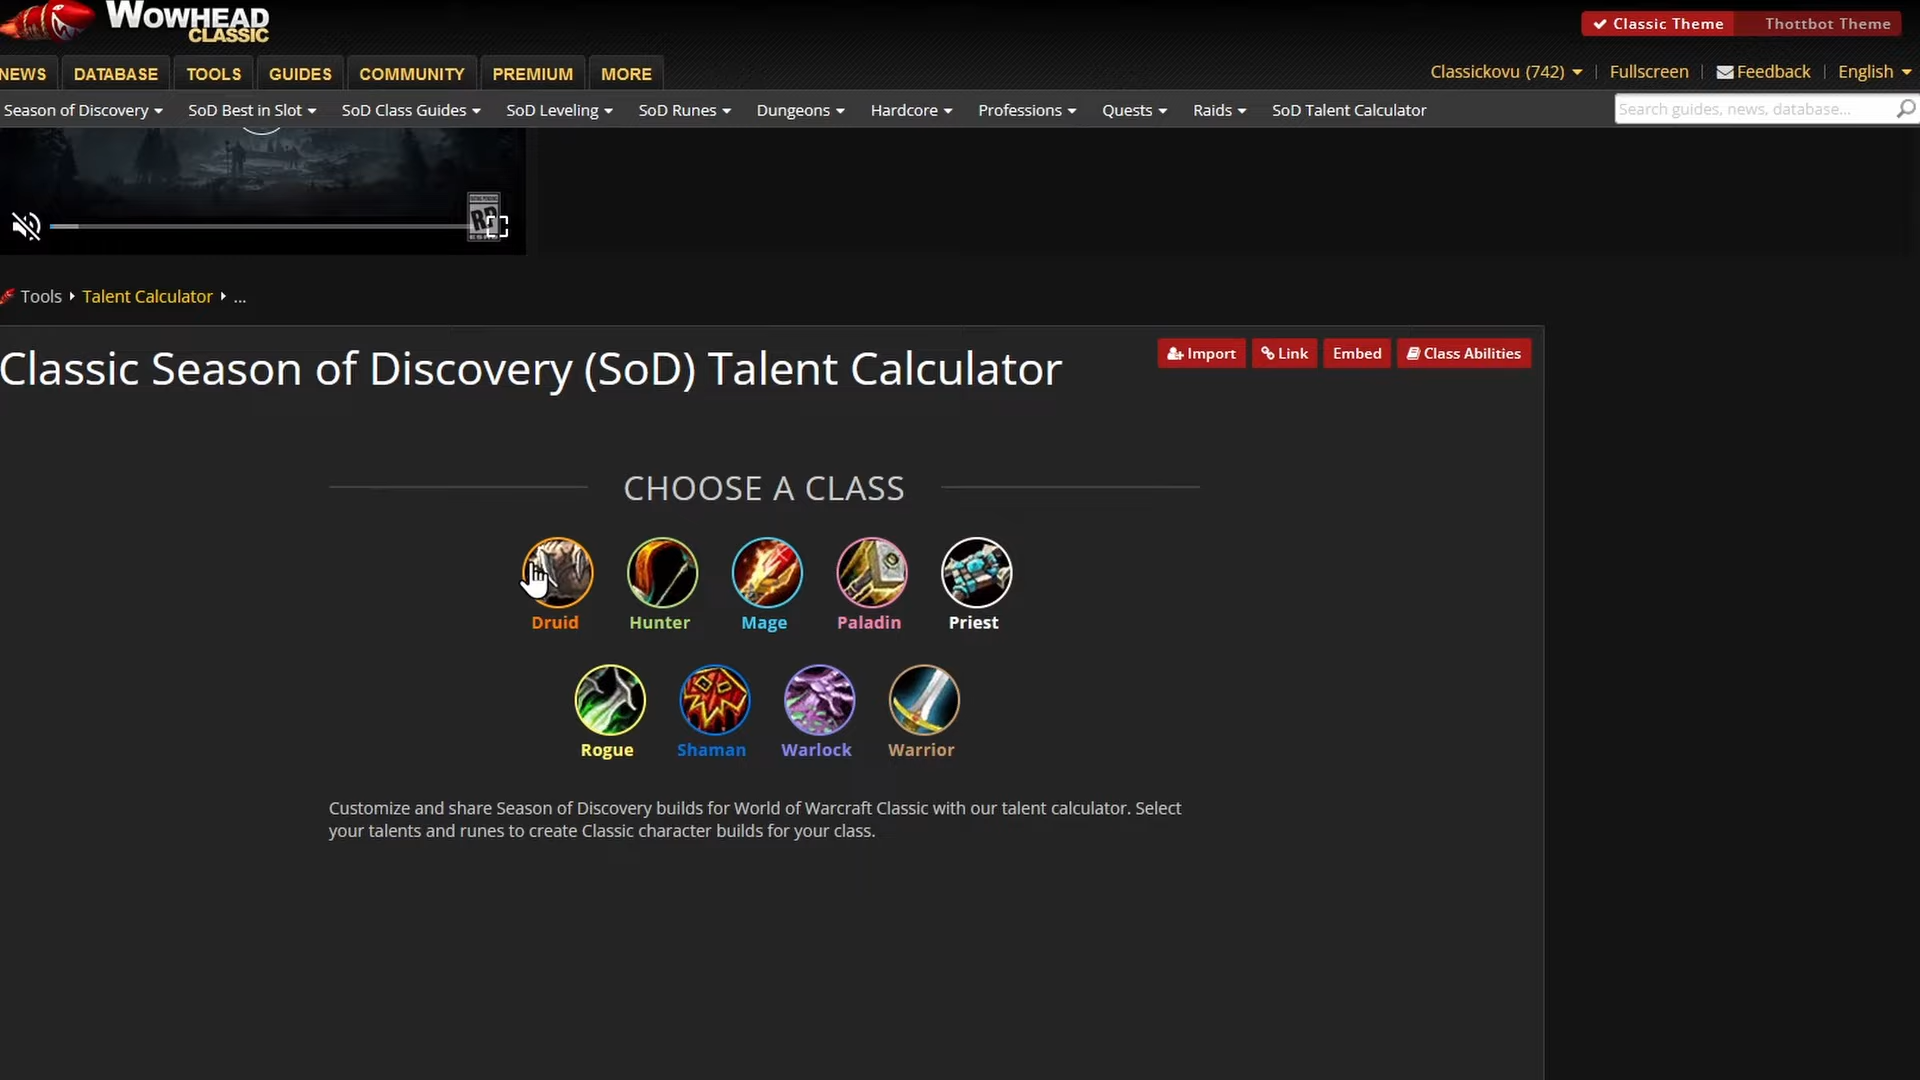 WOWHEAD
CLASSIC
Classic Theme Thottbot Theme
NEWS DATABASE TOOLS GUIDES COMMUNITY PREMIUM MORE
Classickovu (742) Fullscreen Feedback English
Season of Discovery SoD Best in Slot SoD Class Guides SoD Leveling SoD Runes Dungeons Hardcore Professions Quests Raids SoD Talent Calculator
Search guides, news, database...
RP
Tools Talent Calculator ...
Classic Season of Discovery (SoD) Talent Calculator
Import Link Embed Class Abilities
CHOOSE A CLASS
Druid Hunter Mage Paladin Priest
Rogue Shaman Warlock Warrior
Customize and share Season of Discovery builds for World of Warcraft Classic with our talent calculator. Select
your talents and runes to create Classic character builds for your class.